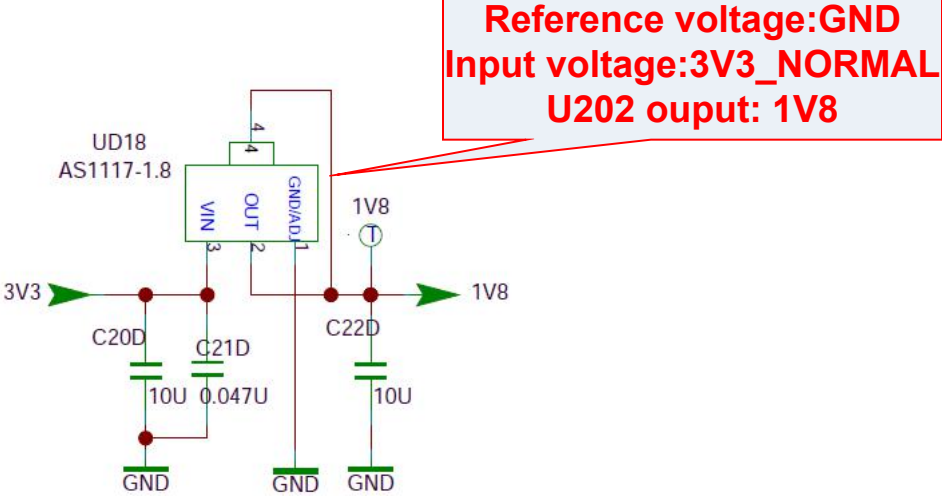 Reference voltage:GND
Input voltage:3V3_NORMAL
U202 ouput: 1V8
UD18
AS1117-1.8
4
4
VIN
OUT
GND/ADJ
3
2
1
1V8
T
3V3
1V8
C20D
C21D
C22D
10U
0.047U
10U
GND
GND
GND